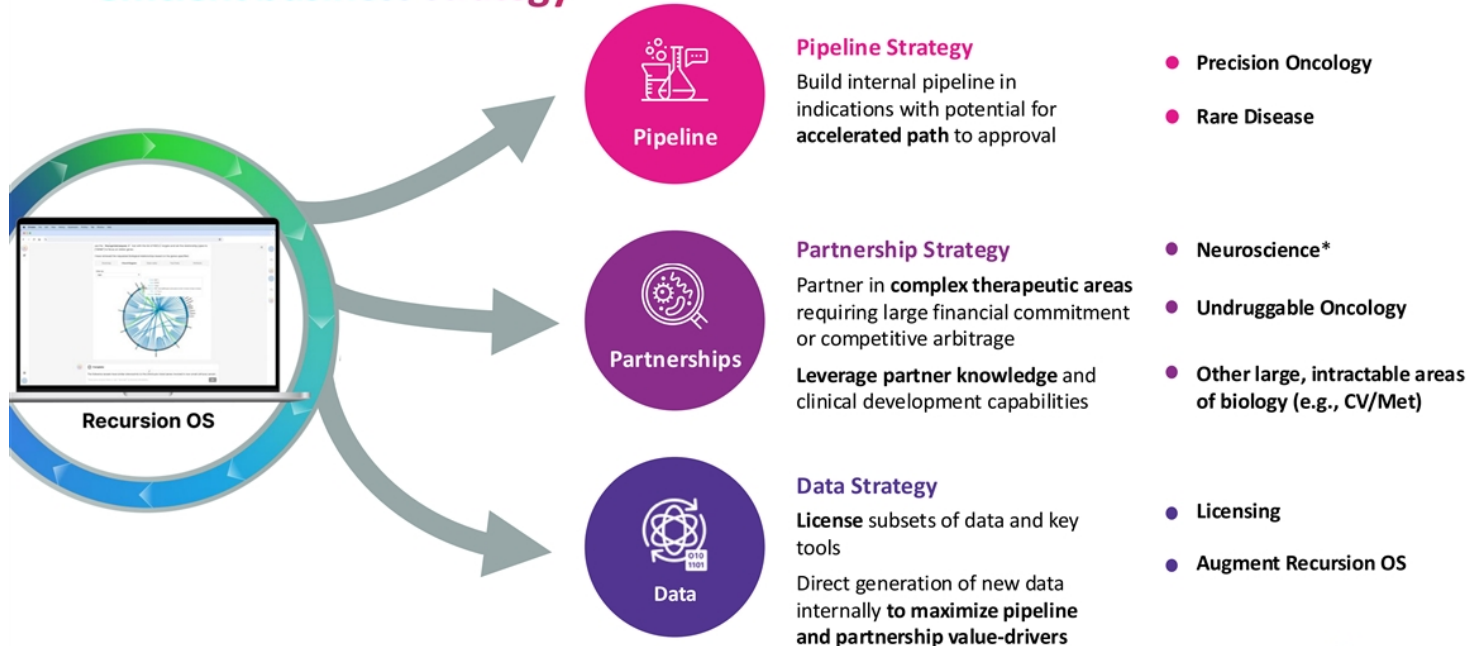 Pipeline
Pipeline Strategy
Build internal pipeline in
indications with potential for
accelerated path to approval
Precision Oncology
Rare Disease
Recursion OS
Partnerships
Partnership Strategy
Partner in complex therapeutic areas
requiring large financial commitment
or competitive arbitrage
Leverage partner knowledge and
clinical development capabilities
Neuroscience*
Undruggable Oncology
Other large, intractable areas
of biology (e.g., CV/Met)
010
1101
Data
Data Strategy
License subsets of data and key
tools
Direct generation of new data
internally to maximize pipeline
and partnership value-drivers
Licensing
Augment Recursion OS